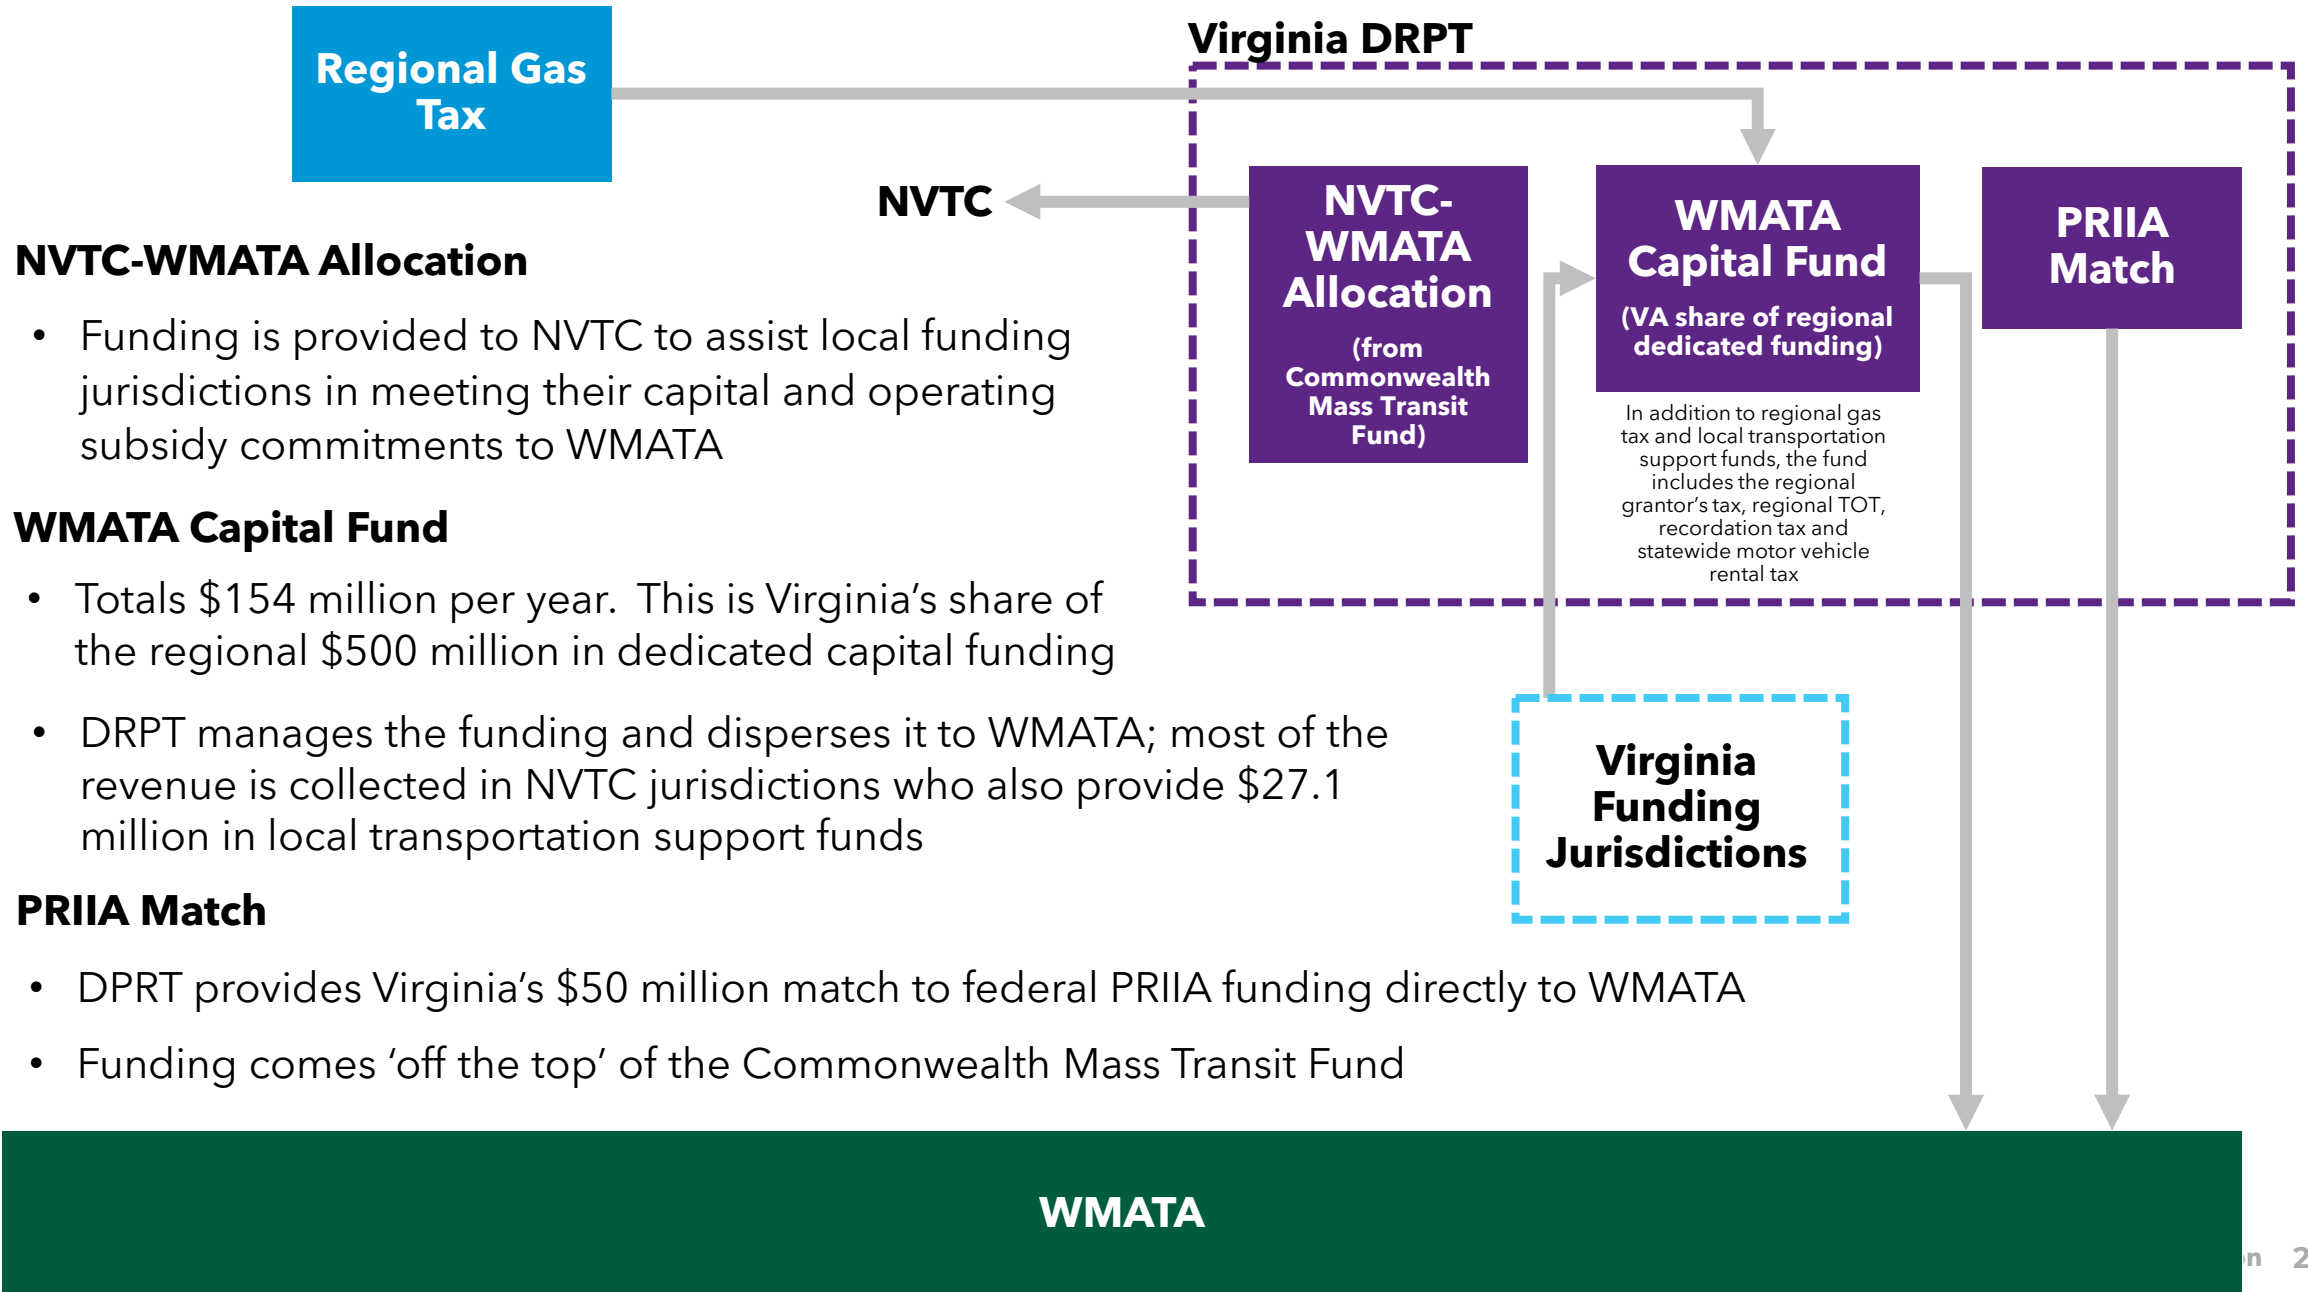 Regional Gas
Tax
Virginia DRPT
NVTC
NVTC-
WMATA
Allocation
(from
Commonwealth
Mass Transit
Fund)
WMATA
Capital Fund
(VA share of regional
dedicated funding)
PRIIA
Match
In addition to regional gas
tax and local transportation
support funds, the fund
includes the regional
grantor’s tax, regional TOT,
recordation tax and
statewide motor vehicle
rental tax
NVTC-WMATA Allocation
• Funding is provided to NVTC to assist local funding
jurisdictions in meeting their capital and operating
subsidy commitments to WMATA
WMATA Capital Fund
• Totals $154 million per year. This is Virginia’s share of
the regional $500 million in dedicated capital funding
• DRPT manages the funding and disperses it to WMATA; most of the
revenue is collected in NVTC jurisdictions who also provide $27.1
million in local transportation support funds
Virginia
Funding
Jurisdictions
PRIIA Match
• DPRT provides Virginia’s $50 million match to federal PRIIA funding directly to WMATA
• Funding comes ‘off the top’ of the Commonwealth Mass Transit Fund
WMATA
2